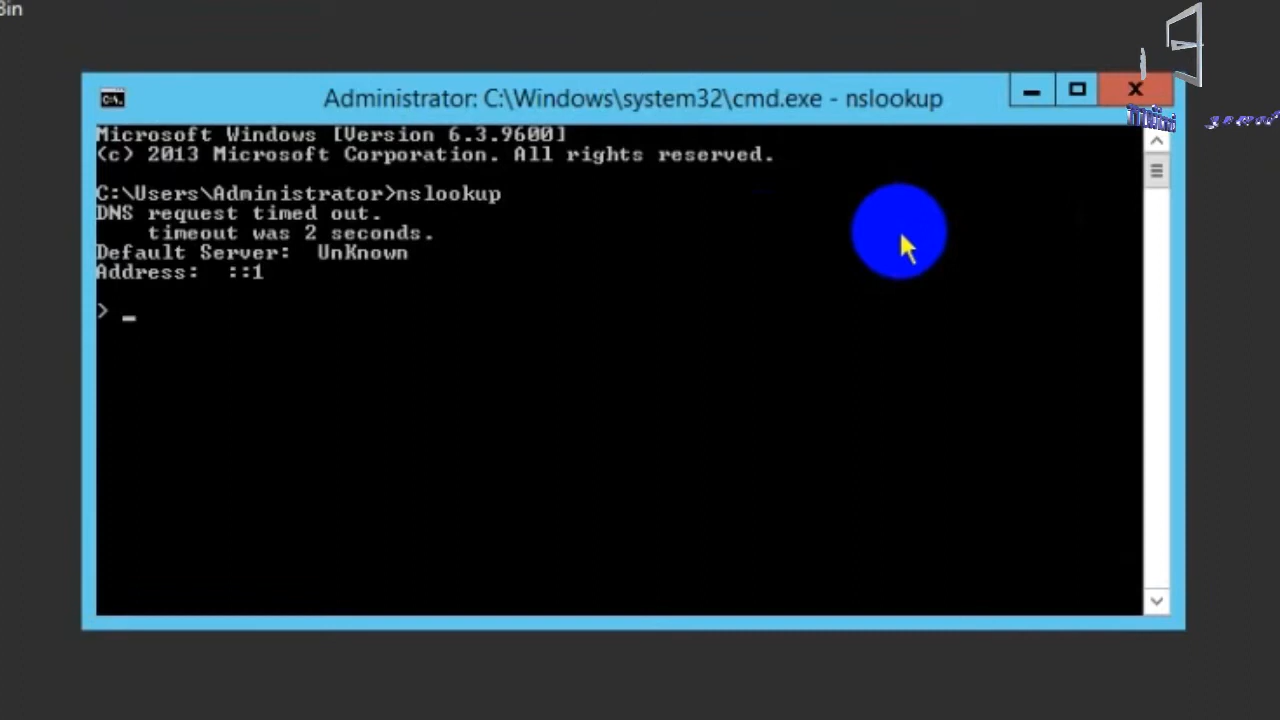 Bin
Administrator: C:\Windows\system32\cmd.exe - nslookup
Microsoft Windows [Version 6.3.9600]
(c) 2013 Microsoft Corporation. All rights reserved.
C:\Users\Administrator>nslookup
DNS request timed out.
    timeout was 2 seconds.
Default Server:  UnKnown
Address:  ::1
> _